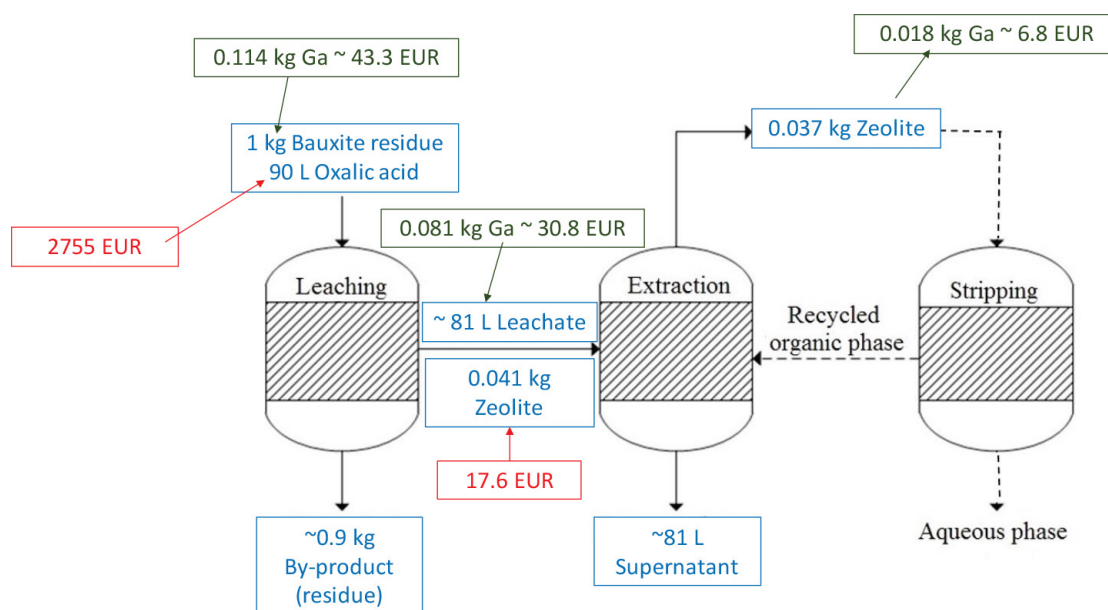 0.018 kg Ga ~ 6.8 EUR
0.114 kg Ga ~ 43.3 EUR
0.037 kg Zeolite
1 kg Bauxite residue
90 L Oxalic acid
0.081 kg Ga ~ 30.8 EUR
2755 EUR
Leaching
Extraction
Stripping
~ 81 L Leachate
Recycled
organic phase
0.041 kg
Zeolite
17.6 EUR
~0.9 kg
By-product
(residue)
~81 L
Supernatant
Aqueous phase